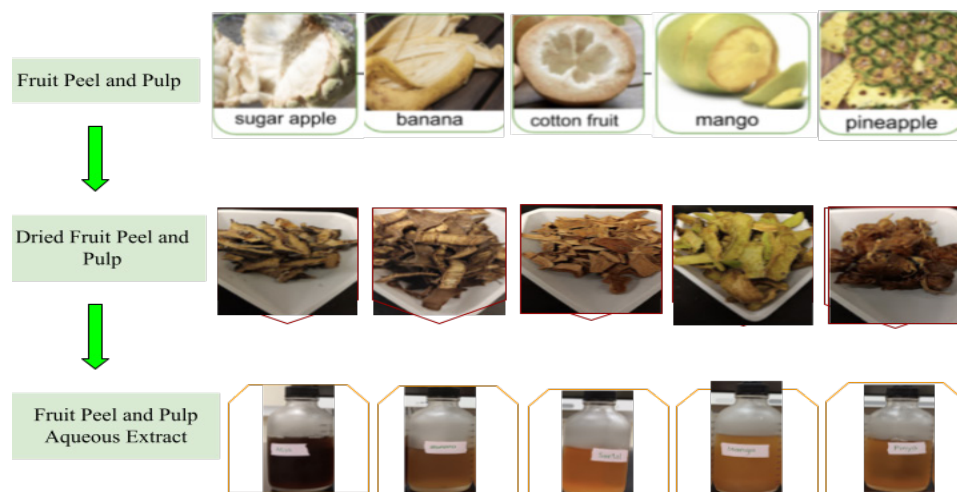 Fruit Peel and Pulp
sugar apple
banana
cotton fruit
mango
pineapple
Dried Fruit Peel and
Pulp
Fruit Peel and Pulp
Aqueous Extract
Santol
Mango